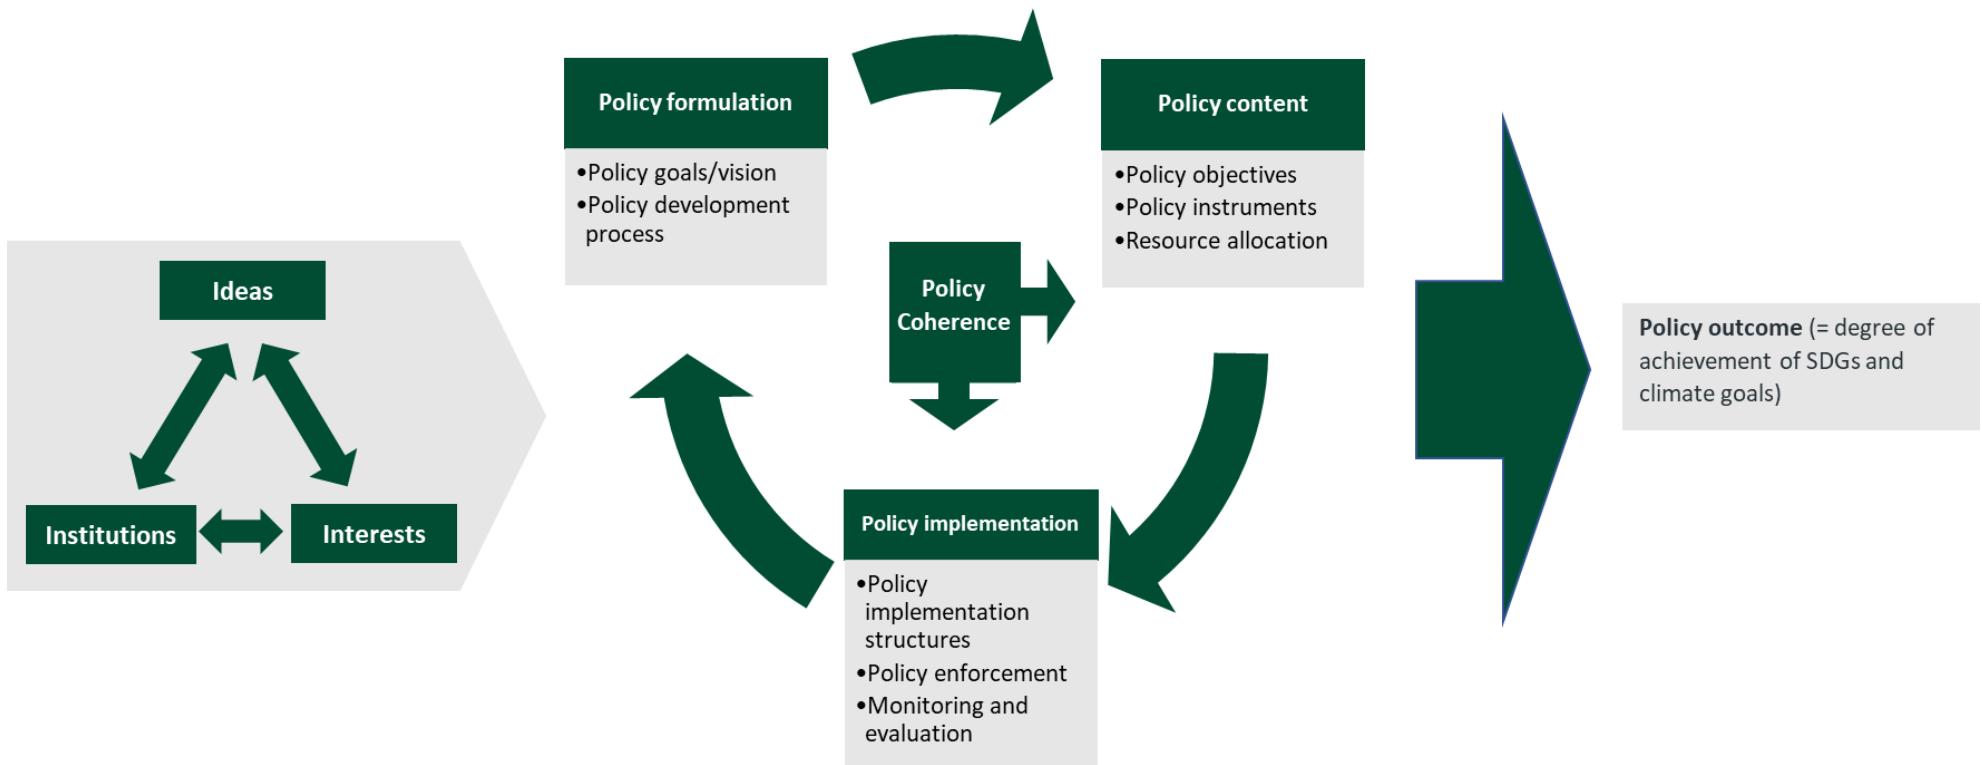 Ideas
Institutions
Interests
Policy formulation
•Policy goals/vision
•Policy development
process
Policy content
•Policy objectives
•Policy instruments
•Resource allocation
Policy
Coherence
Policy implementation
•Policy
implementation
structures
•Policy enforcement
•Monitoring and
evaluation
Policy outcome (= degree of
achievement of SDGs and
climate goals)